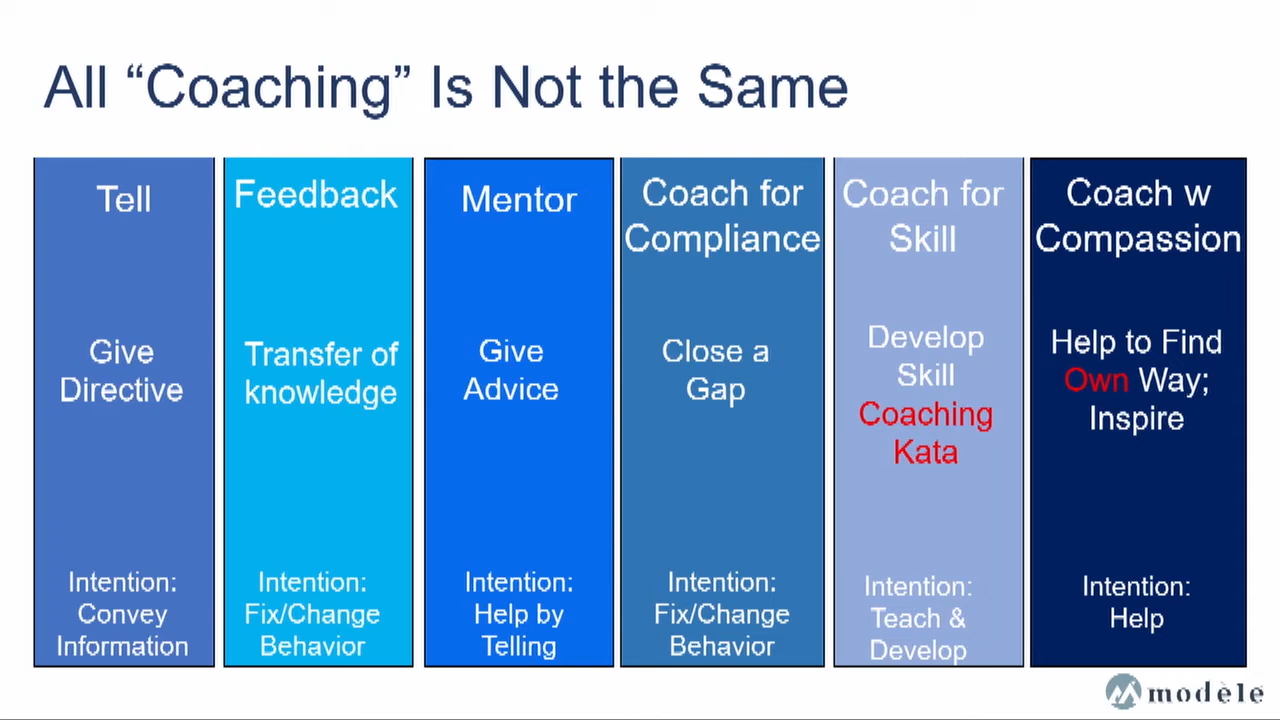 All “Coaching” Is Not the Same
Tell
Give
Directive
Intention:
Convey
Information
Feedback
Transfer of
knowledge
Intention:
Fix/Change
Behavior
Mentor
Give
Advice
Intention:
Help by
Telling
Coach for
Compliance
Close a
Gap
Intention:
Fix/Change
Behavior
Coach for
Skill
Develop
Skill
Coaching
Kata
Intention:
Teach &
Develop
Coach w
Compassion
Help to Find
Own Way;
Inspire
Intention:
Help
modèle